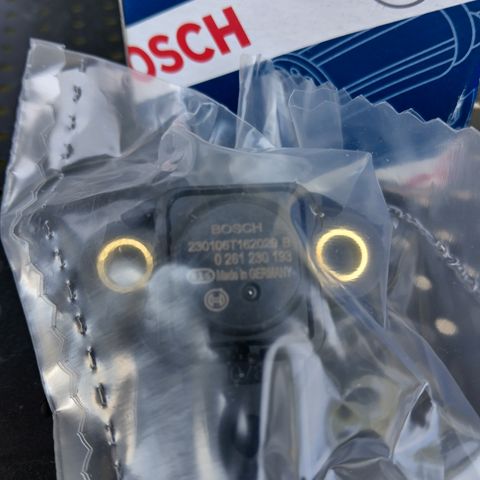 BOSCH
BOSCH
230106T162029 B
0 261 230 193
Made in GERMANY